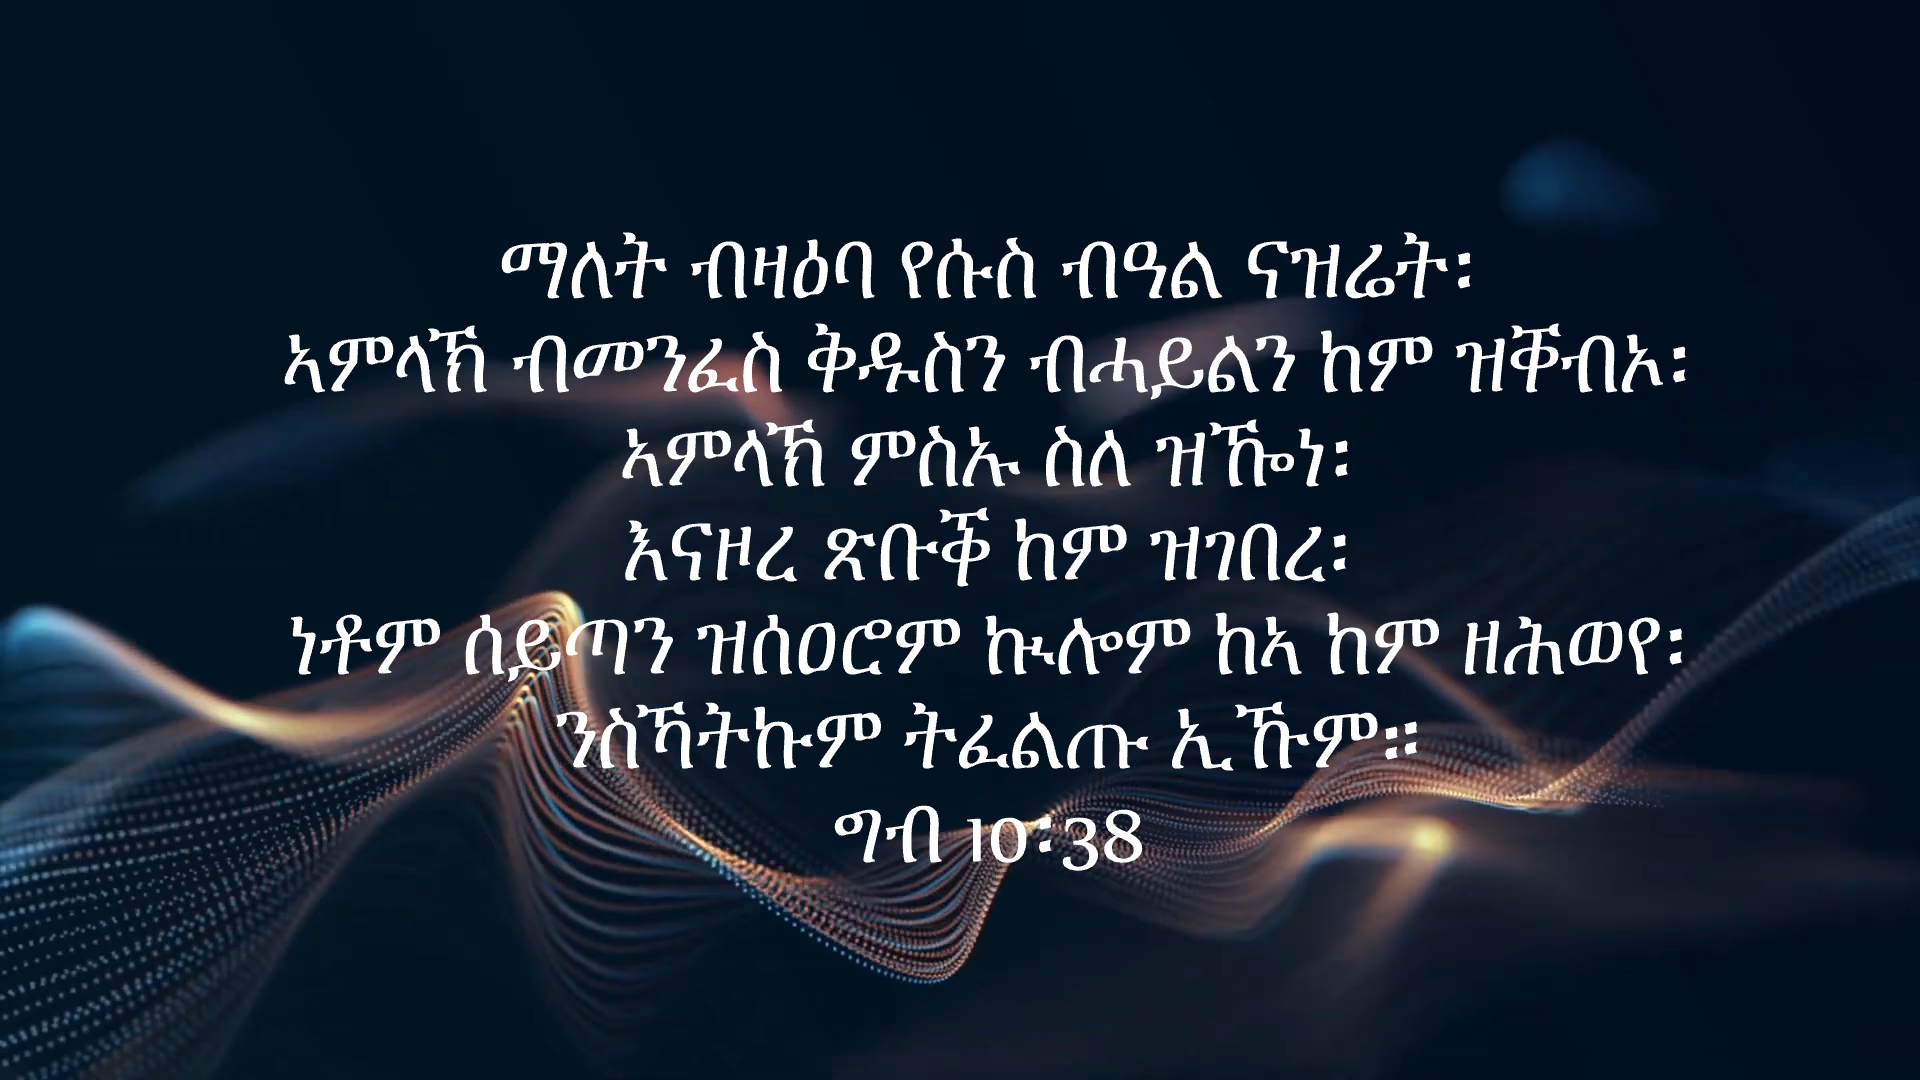 ማለት ብዛዕባ የሱስ ብዓል ናዝሬት፡
ኣምላኽ ብመንፈስ ቅዱስን ብሓይልን ከም ዝቐብኦ፡
ኣምላኽ ምስኡ ስለ ዝዀነ፡
እናዞረ ጽቡቕ ከም ዝገበረ፡
ነቶም ሰይጣን ዝሰዐሮም ኲሎም ከኣ ከም ዘሕወየ፡
ንስኻትኩም ትፈልጡ ኢኹም።
ግብ 10፡38